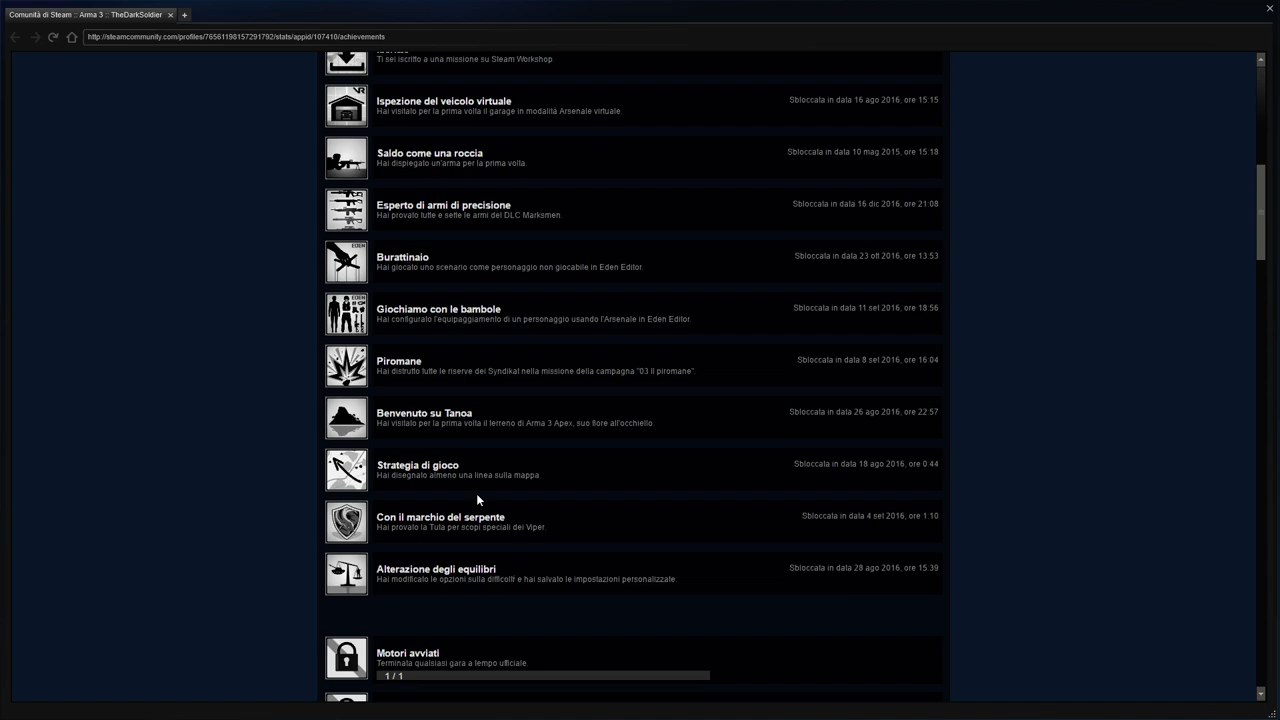 Comunità di Steam :: Arma 3 :: TheDarkSoldier
http://steamcommunity.com/profiles/76561198157291792/stats/appid/107410/achievements
Ti sei iscritto a una missione su Steam Workshop
Ispezione del veicolo virtuale
Hai visitato per la prima volta il garage in modalità Arsenale virtuale.
Sbloccata in data 16 ago 2016, ore 15:15
Saldo come una roccia
Hai dispiegato un'arma per la prima volta.
Sbloccata in data 10 mag 2015, ore 15:18
Esperto di armi di precisione
Hai provato tutte e sette le armi del DLC Marksmen.
Sbloccata in data 16 dic 2016, ore 21:08
EDEN
Burattinaio
Hai giocato uno scenario come personaggio non giocabile in Eden Editor.
Sbloccata in data 23 ott 2016, ore 13:53
EDEN
Giochiamo con le bambole
Hai configurato l'equipaggiamento di un personaggio usando l'Arsenale in Eden Editor.
Sbloccata in data 11 set 2016, ore 18:56
Piromane
Hai distrutto tutte le riserve dei Syndikat nella missione della campagna "03 Il piromane".
Sbloccata in data 8 set 2016, ore 16:04
Benvenuto su Tanoa
Hai visitato per la prima volta il terreno di Arma 3 Apex, suo fiore all'occhiello.
Sbloccata in data 26 ago 2016, ore 22:57
Strategia di gioco
Hai disegnato almeno una linea sulla mappa
Sbloccata in data 18 ago 2016, ore 0:44
Con il marchio del serpente
Hai provato la Tuta per scopi speciali dei Viper.
Sbloccata in data 4 set 2016, ore 1:10
Alterazione degli equilibri
Hai modificato le opzioni sulla difficoltà e hai salvato le impostazioni personalizzate.
Sbloccata in data 28 ago 2016, ore 15:39
Motori avviati
Terminata qualsiasi gara a tempo ufficiale.
1 / 1